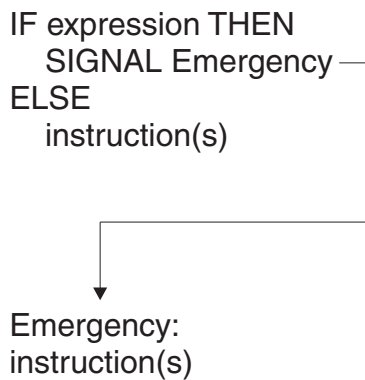 IF expression THEN
SIGNAL Emergency
ELSE
instruction(s)
Emergency:
instruction(s)